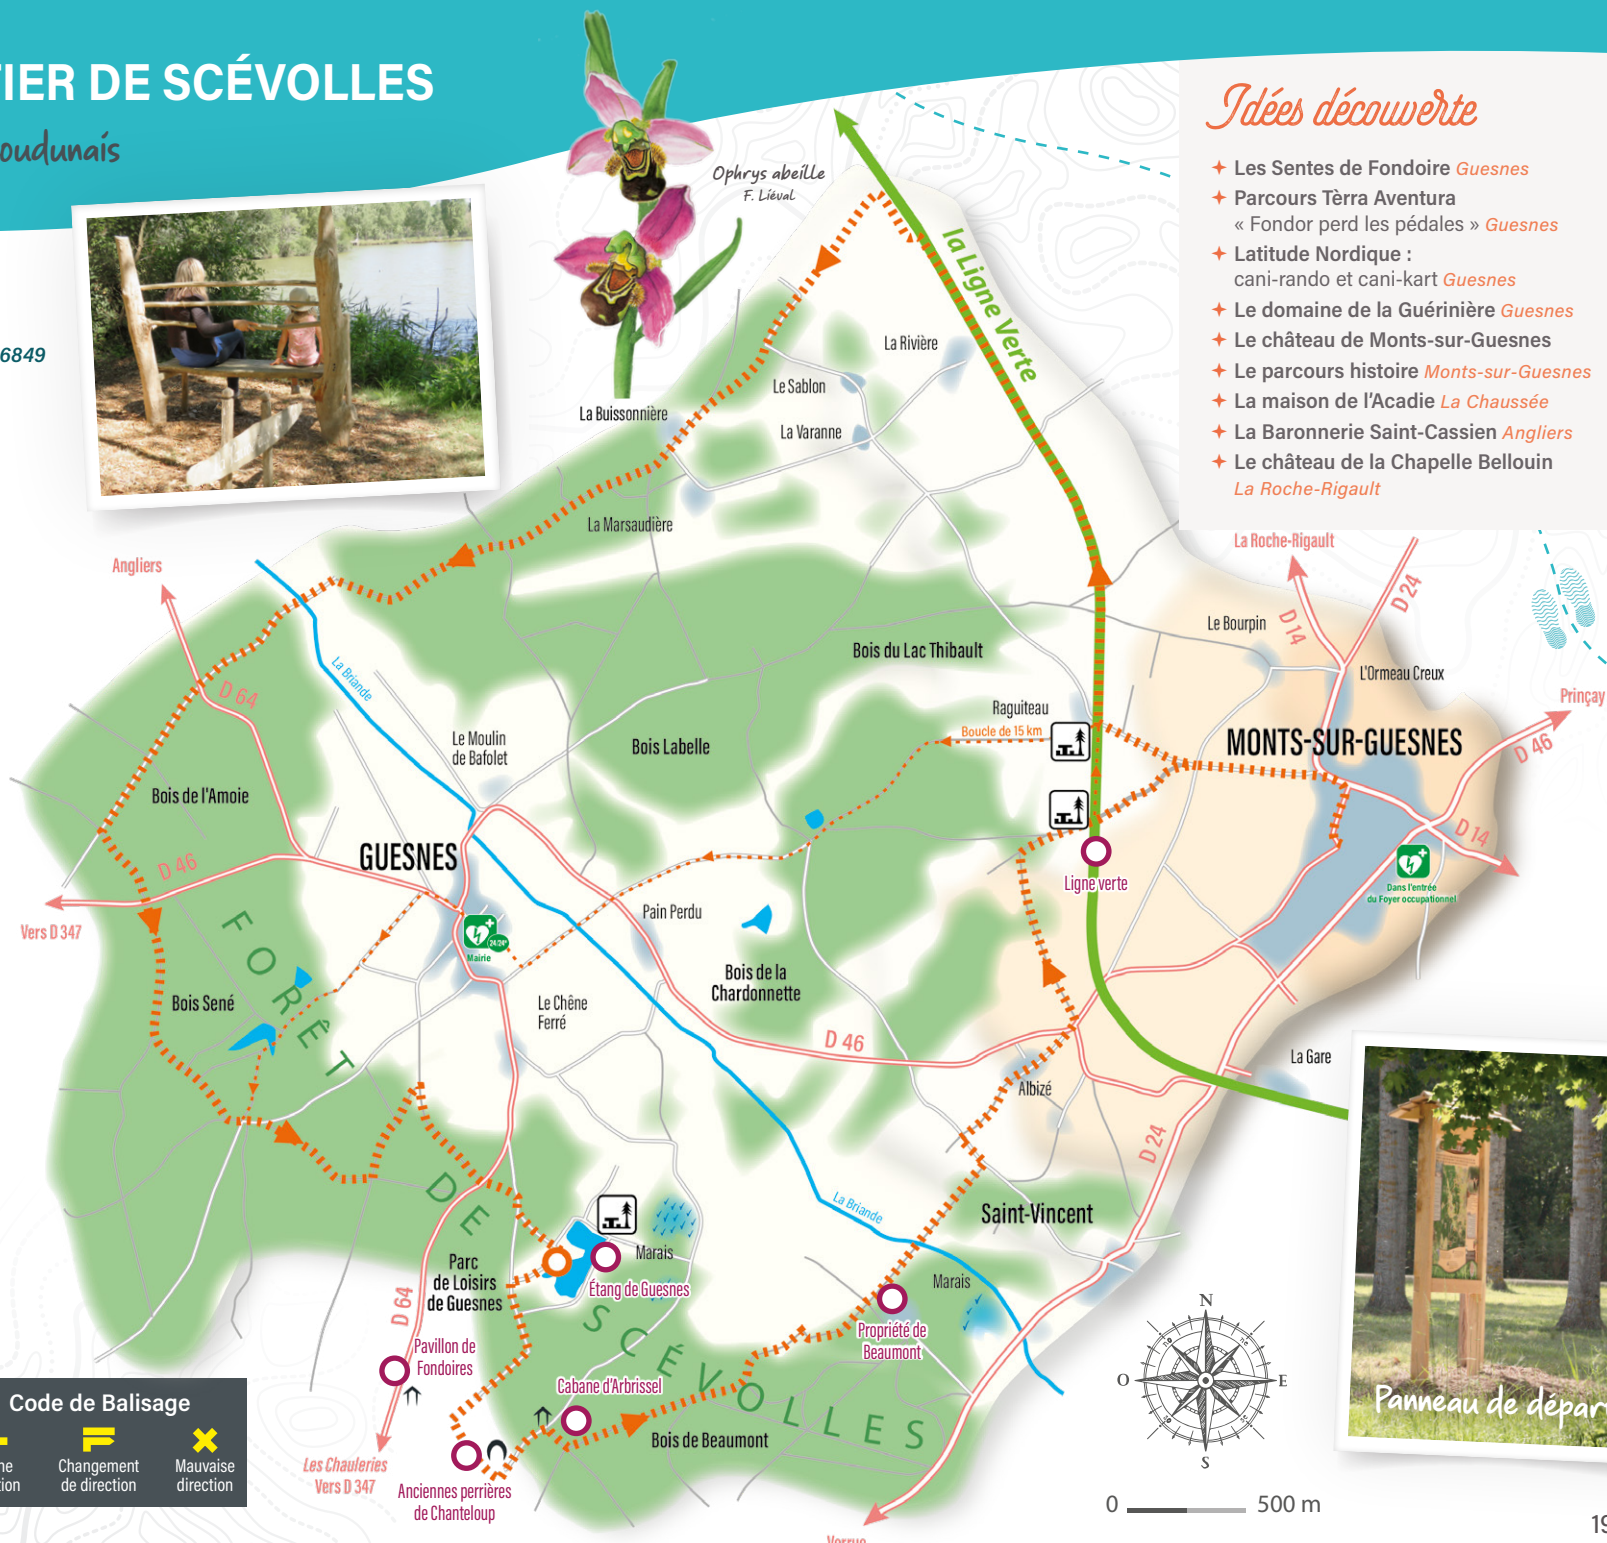 TIER DE SCÉVOLLES
oudunais
6849
Ophrys abeille
F. Liéval
Idées découverte
Les Sentes de Fondoire Guesnes
Parcours Tèrra Aventura
« Fondor perd les pédales » Guesnes
Latitude Nordique :
cani-rando et cani-kart Guesnes
Le domaine de la Guérinière Guesnes
Le château de Monts-sur-Guesnes
Le parcours histoire Monts-sur-Guesnes
La maison de l'Acadie La Chaussée
La Baronnerie Saint-Cassien Angliers
Le château de la Chapelle Bellouin
La Roche-Rigault
la Ligne Verte
La Rivière
Le Sablon
La Buissonnière
La Varanne
La Marsaudière
Angliers
La Roche-Rigault
D 24
D 14
Le Bourpin
Bois du Lac Thibault
L'Ormeau Creux
La Briande
D 64
Prinçay
Raguiteau
Boucle de 15 km
Le Moulin
de Bafolet
Bois Labelle
MONTS-SUR-GUESNES
D 46
Bois de l'Amoie
D 14
GUESNES
D 46
Ligne verte
Dans l'entrée
du Foyer occupationnel
Pain Perdu
Vers D 347
24/24*
Mairie
Bois de la
Chardonnette
Bois Sené
Le Chêne
Ferré
D 46
La Gare
Albizé
D 24
FORÊT
DE
SCÉVOLLES
La Briande
Saint-Vincent
Marais
Parc
de Loisirs
de Guesnes
Étang de Guesnes
Marais
D 64
Propriété de
Beaumont
Pavillon de
Fondoires
Cabane d'Arbrissel
Bois de Beaumont
Les Chauleries
Vers D 347
Anciennes perrières
de Chanteloup
Verrue
N
O
E
S
0
500 m
Panneau de départ
Code de Balisage
ne
tion
Changement
de direction
Mauvaise
direction
19